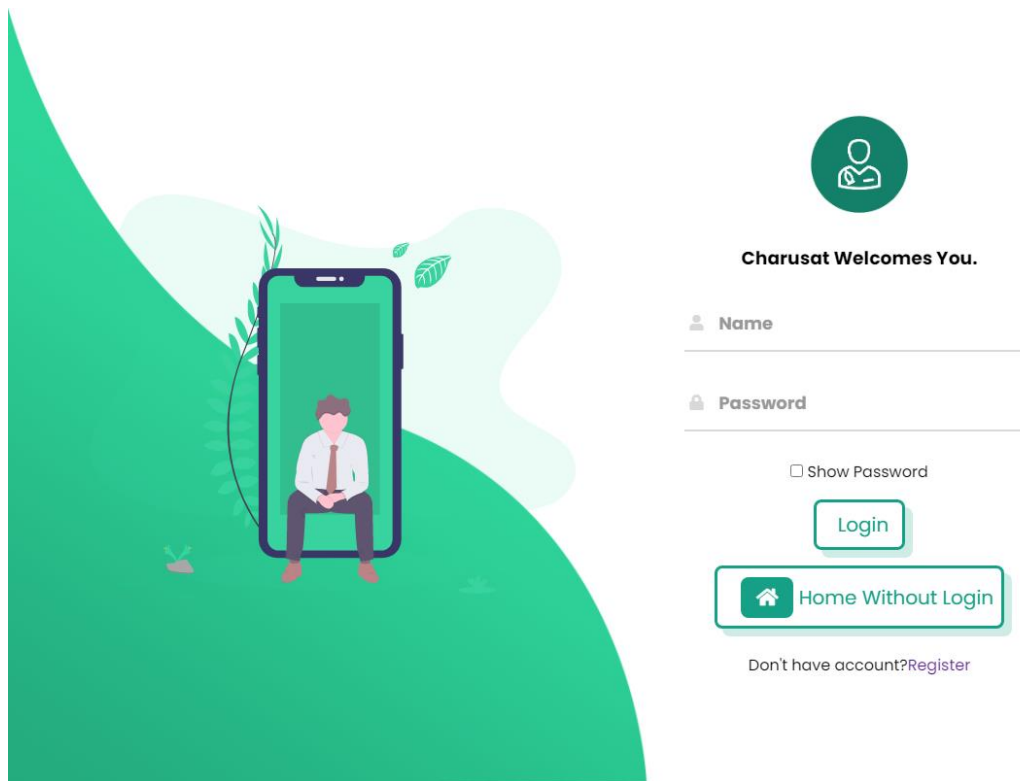 Charusat Welcomes You.
Name
Password
Show Password
Login
Home Without Login
Don't have account?Register